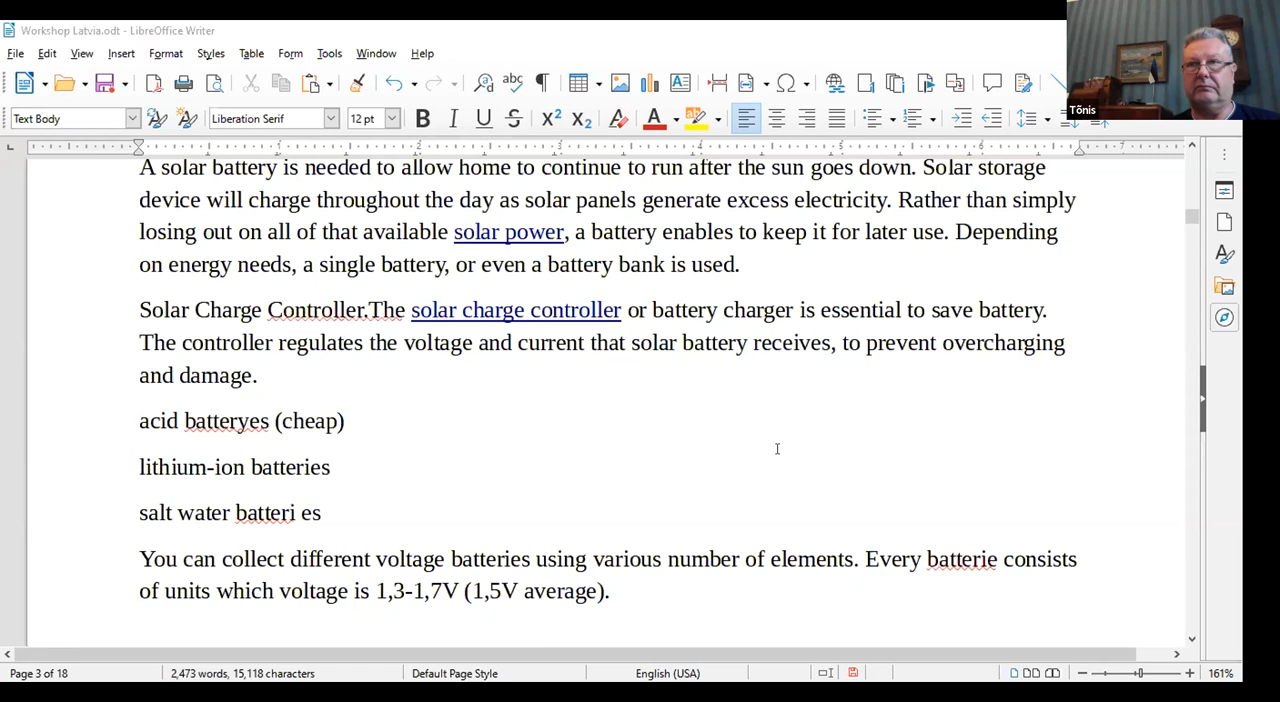 Workshop Latvia.odt - LibreOffice Writer
File Edit View Insert Format Styles Table Form Tools Window Help
Tõnis
Text Body Liberation Serif 12 pt
1 2 3 4 5 6 7
A solar battery is needed to allow home to continue to run after the sun goes down. Solar storage
device will charge throughout the day as solar panels generate excess electricity. Rather than simply
losing out on all of that available solar power, a battery enables to keep it for later use. Depending
on energy needs, a single battery, or even a battery bank is used.
Solar Charge Controller.The solar charge controller or battery charger is essential to save battery.
The controller regulates the voltage and current that solar battery receives, to prevent overcharging
and damage.
acid batteryes (cheap)
lithium-ion batteries
salt water batteri es
You can collect different voltage batteries using various number of elements. Every batterie consists
of units which voltage is 1,3-1,7V (1,5V average).
Page 3 of 18 2,473 words, 15,118 characters Default Page Style English (USA) 161%